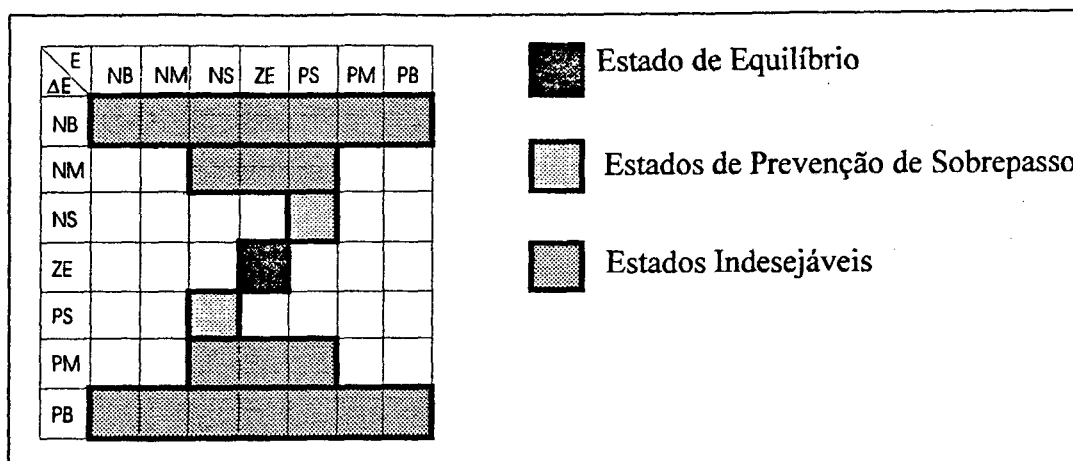 E
ΔE NB NM NS ZE PS PM PB
NB
NM
NS
ZE
PS
PM
PB
Estado de Equilíbrio
Estados de Prevenção de Sobrepasso
Estados Indesejáveis